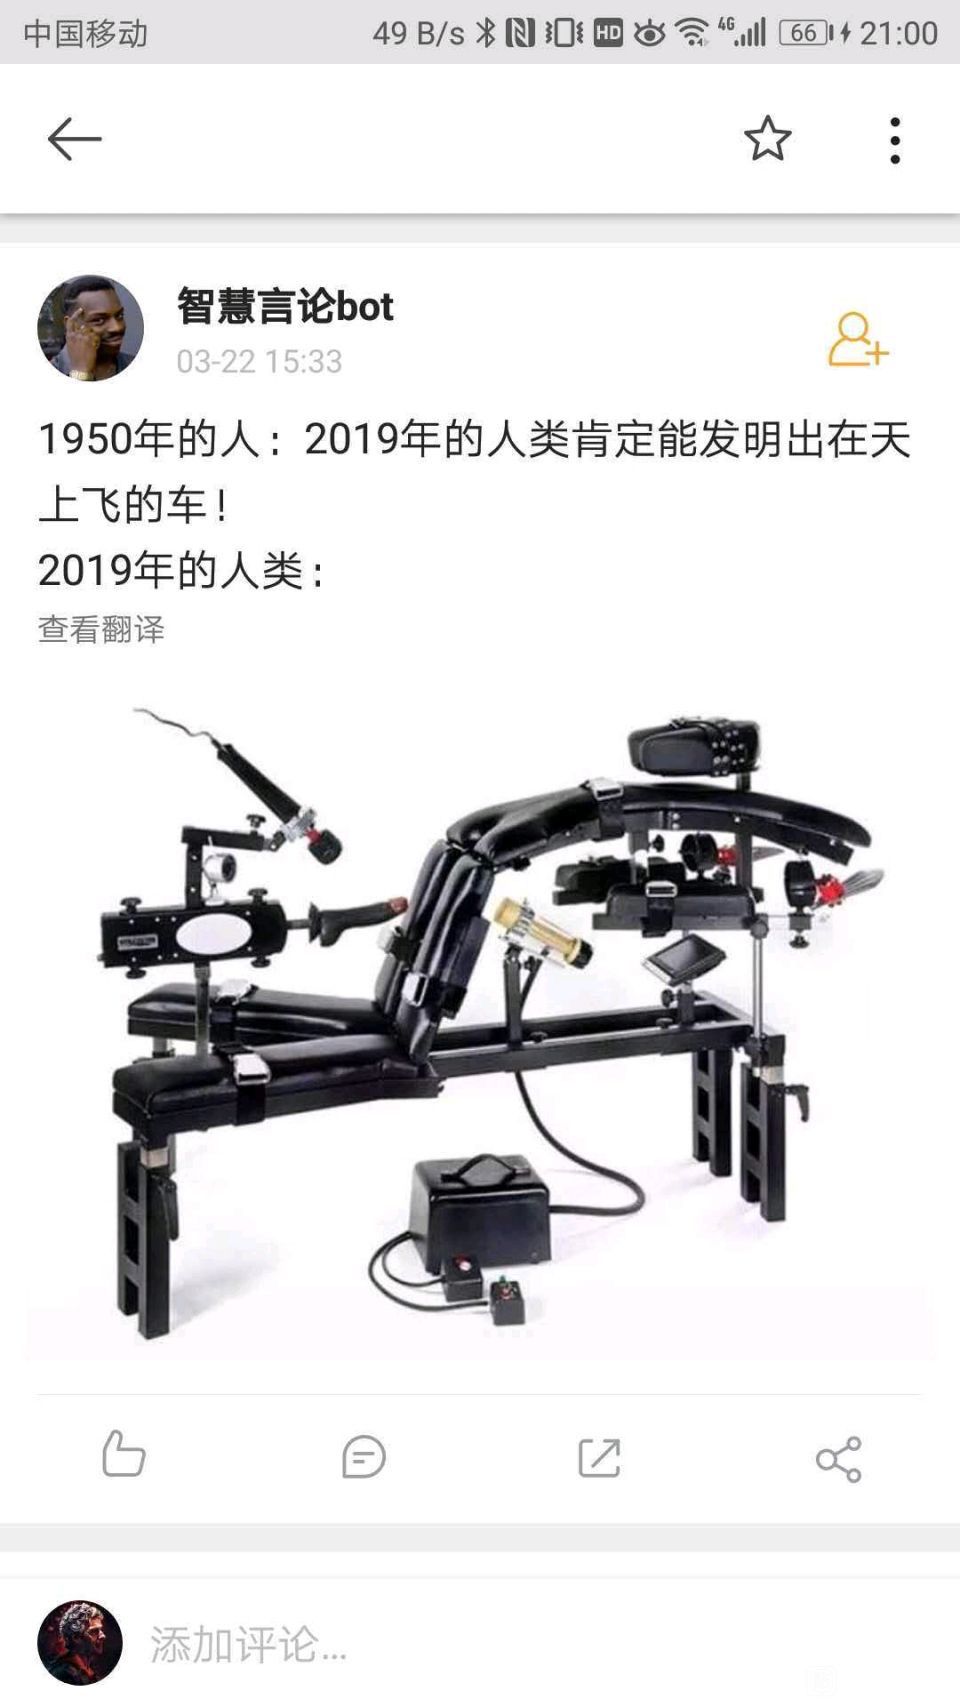 中国移动 49 B/s HD 4G 66 21:00
智慧言论bot
03-22 15:33
1950年的人：2019年的人类肯定能发明出在天
上飞的车！
2019年的人类：
查看翻译
添加评论...